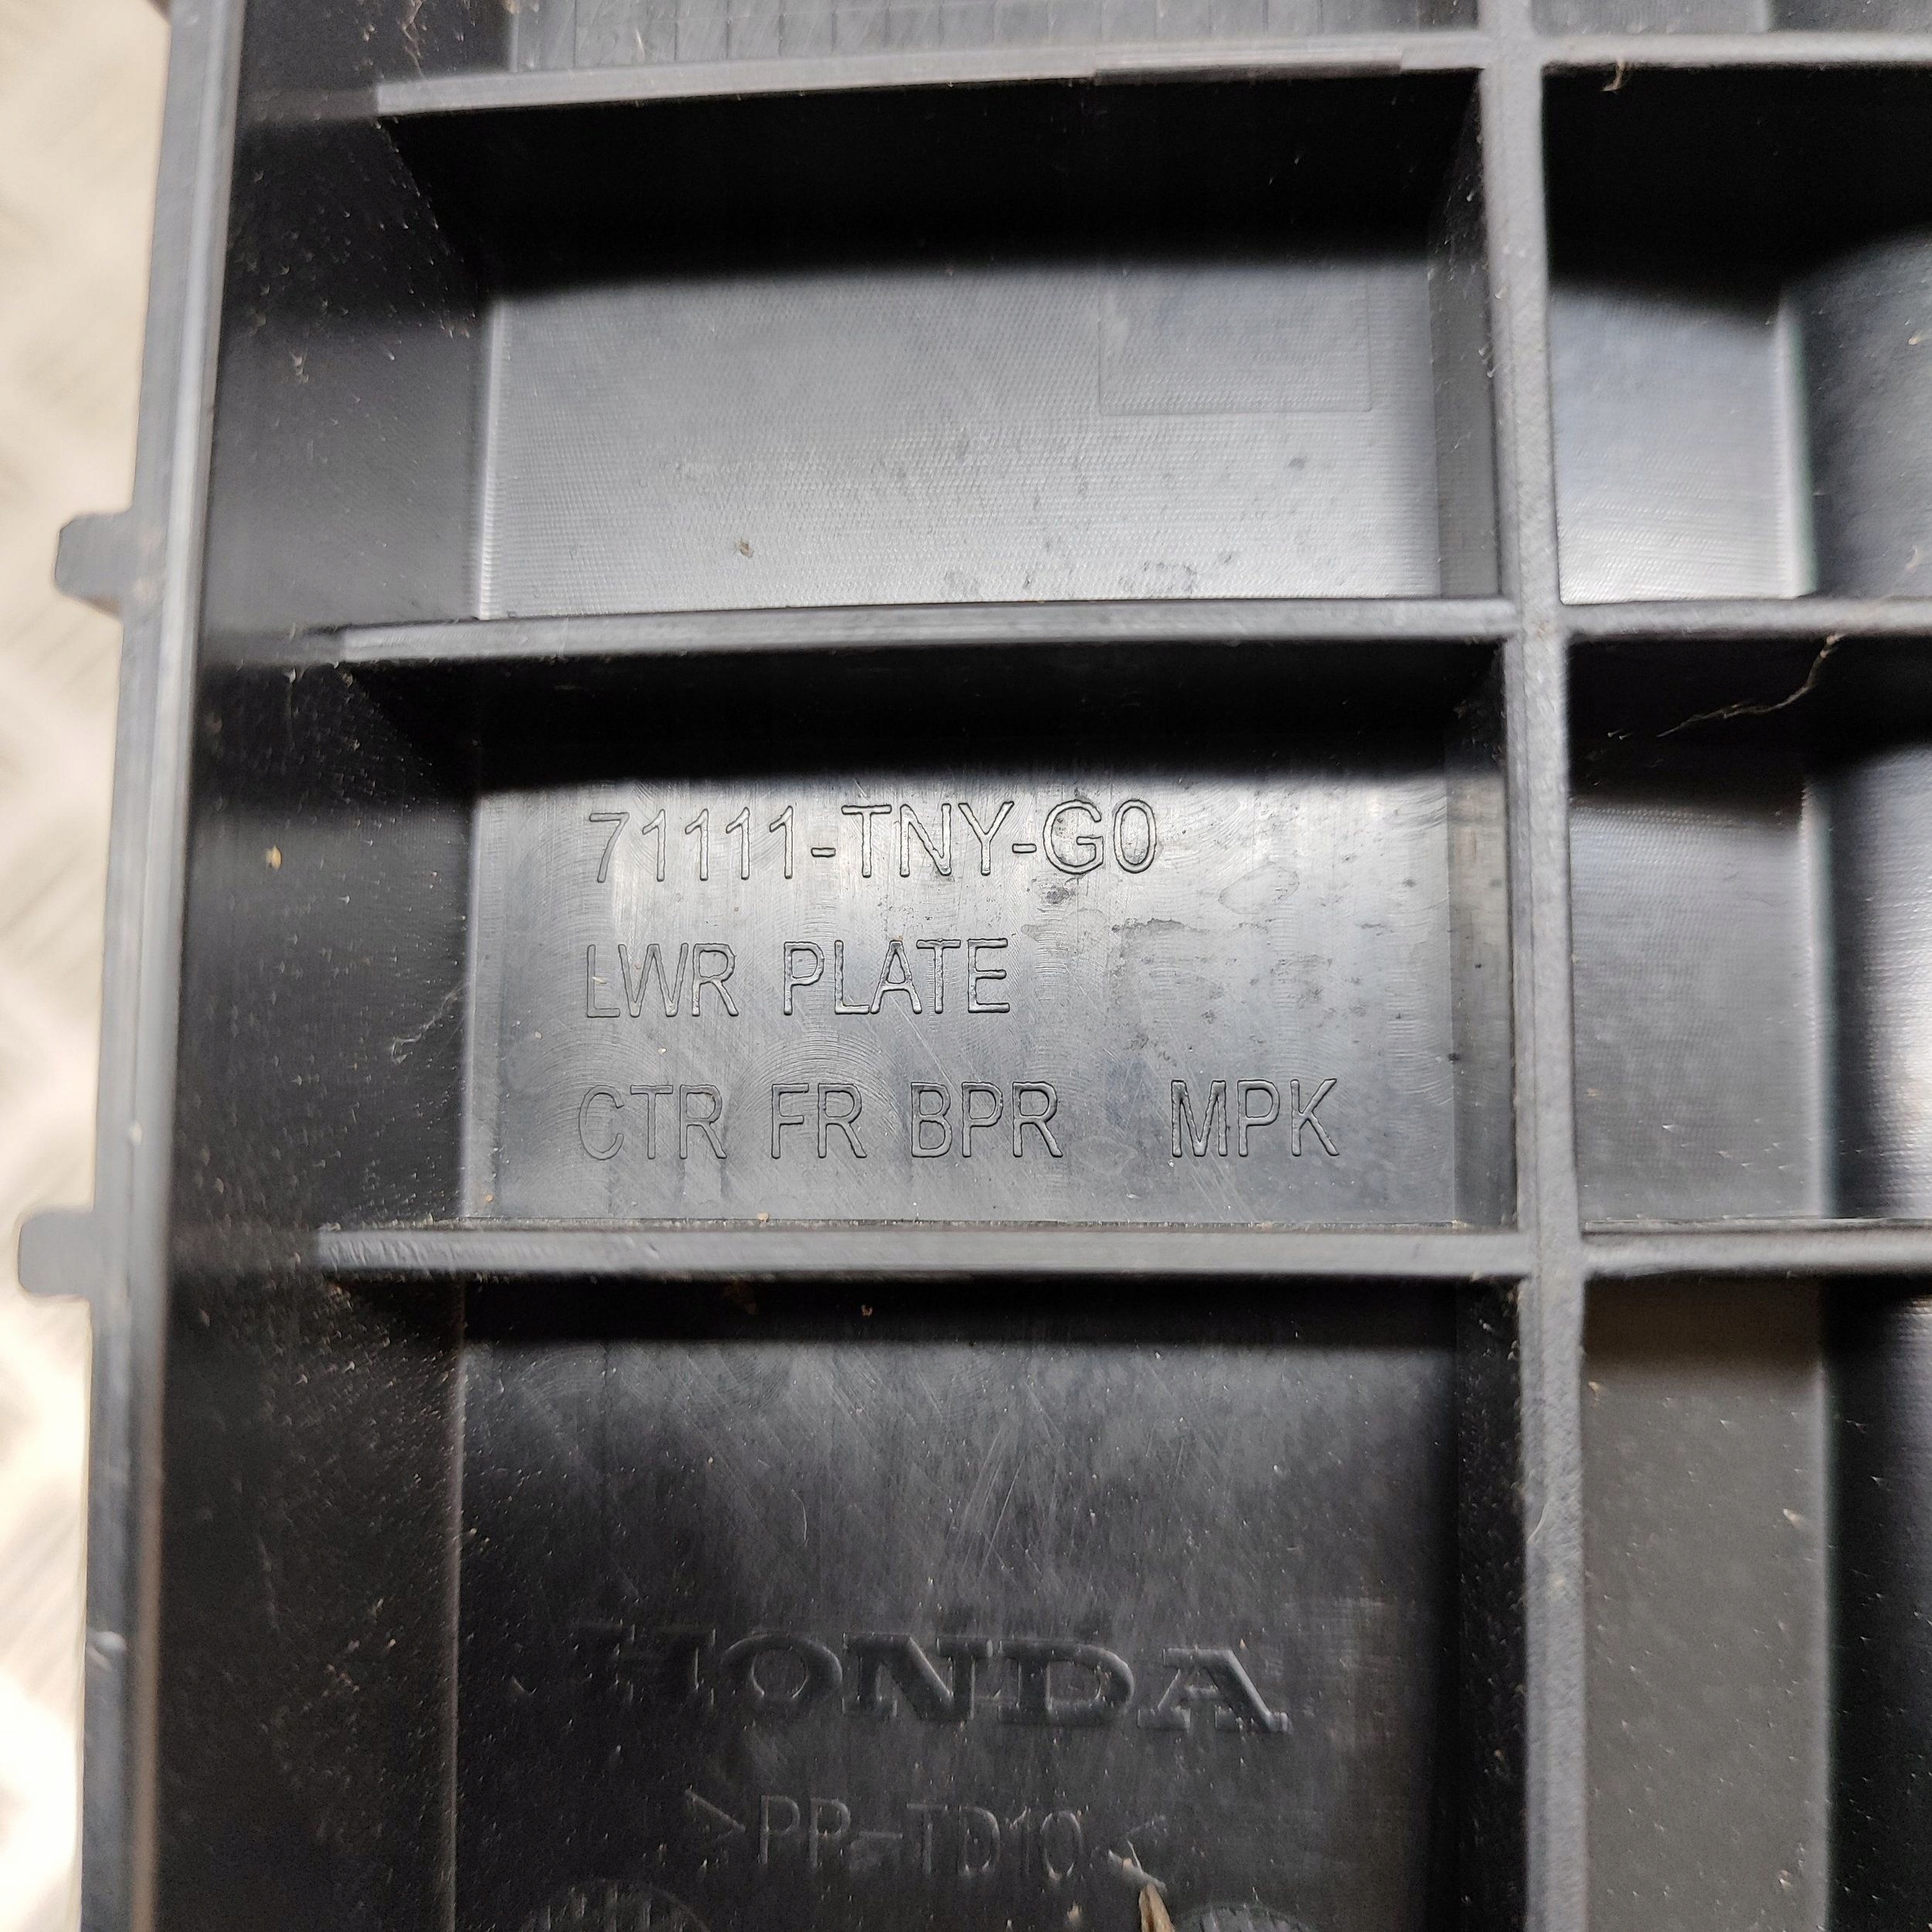 71111-TNY-G0
LWR PLATE
CTR FR BPR MPK
HONDA
>PP-TD10<